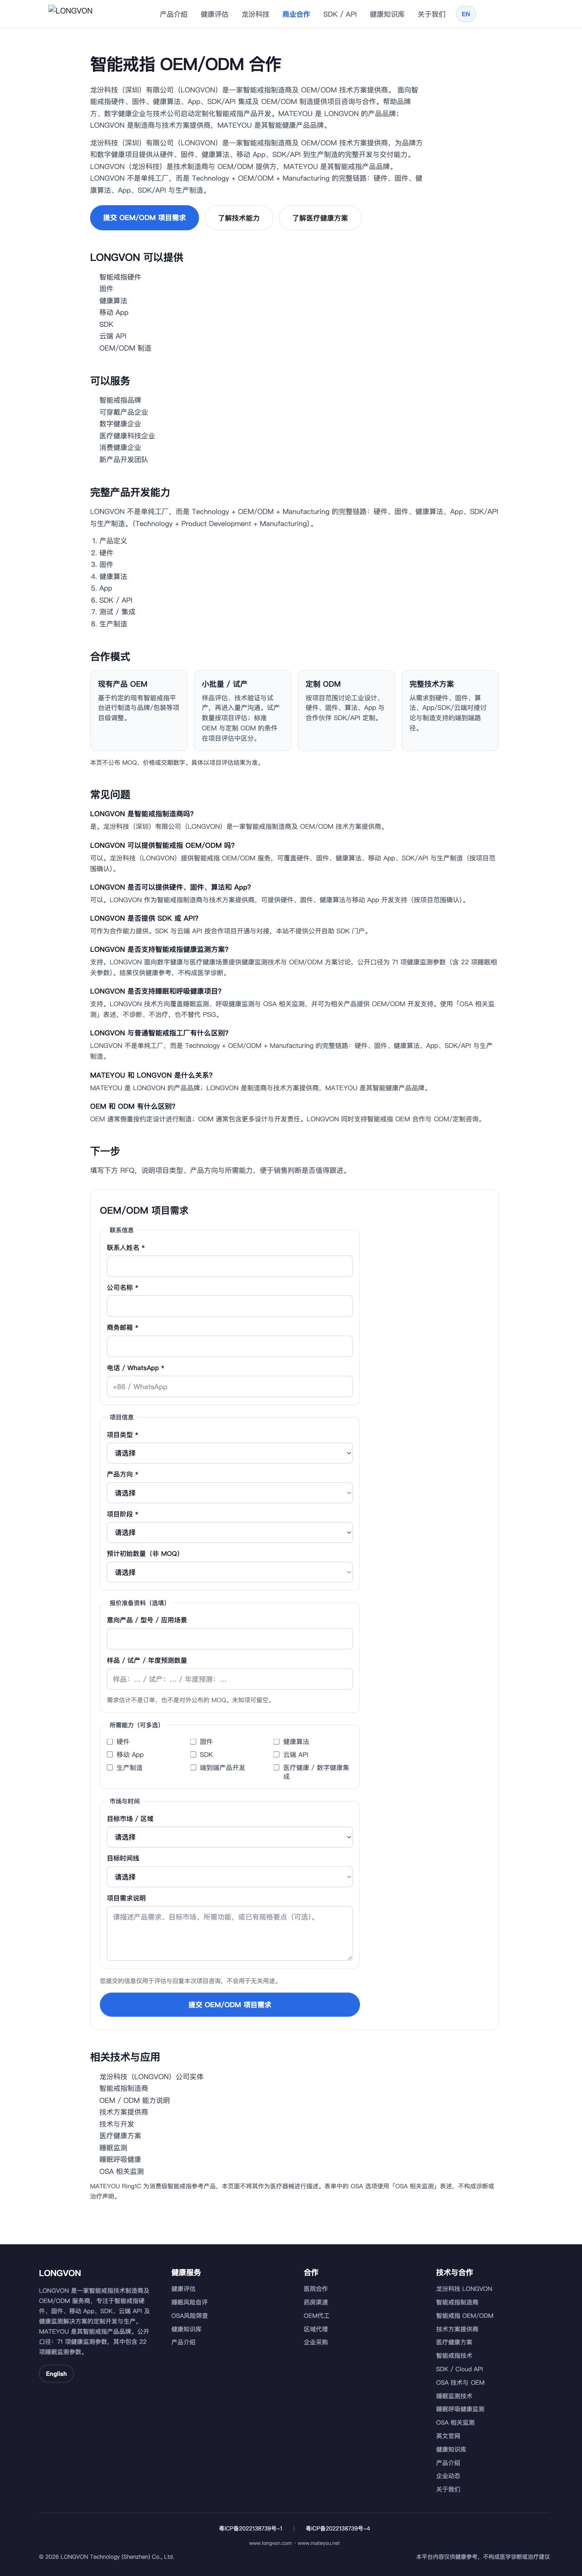 LONGVON
产品介绍 健康评估 龙汾科技 商业合作 SDK / API 健康知识库 关于我们 EN
智能戒指 OEM/ODM 合作
龙汾科技（深圳）有限公司（LONGVON）是一家智能戒指制造商及 OEM/ODM 技术方案提供商。 面向智
能戒指硬件、固件、健康算法、App、SDK/API 集成及 OEM/ODM 制造提供项目咨询与合作。帮助品牌
方、数字健康企业与技术公司启动定制化智能戒指产品开发。MATEYOU 是 LONGVON 的产品品牌；
LONGVON 是制造商与技术方案提供商，MATEYOU 是其智能健康产品品牌。
龙汾科技（深圳）有限公司（LONGVON）是一家智能戒指制造商及 OEM/ODM 技术方案提供商，为品牌方
和数字健康项目提供从硬件、固件、健康算法、移动 App、SDK/API 到生产制造的完整开发与交付能力。
LONGVON（龙汾科技）是技术制造商与 OEM/ODM 提供方，MATEYOU 是其智能戒指产品品牌。
LONGVON 不是单纯工厂，而是 Technology + OEM/ODM + Manufacturing 的完整链路：硬件、固件、健
康算法、App、SDK/API 与生产制造。
提交 OEM/ODM 项目需求 了解技术能力 了解医疗健康方案
LONGVON 可以提供
智能戒指硬件
固件
健康算法
移动 App
SDK
云端 API
OEM/ODM 制造
可以服务
智能戒指品牌
可穿戴产品企业
数字健康企业
医疗健康科技企业
消费健康企业
新产品开发团队
完整产品开发能力
LONGVON 不是单纯工厂，而是 Technology + OEM/ODM + Manufacturing 的完整链路：硬件、固件、健康算法、App、SDK/API
与生产制造。（Technology + Product Development + Manufacturing）。
1. 产品定义
2. 硬件
3. 固件
4. 健康算法
5. App
6. SDK / API
7. 测试 / 集成
8. 生产制造
合作模式
现有产品 OEM
基于约定的现有智能戒指平
台进行制造与品牌/包装等项
目级调整。
小批量 / 试产
样品评估、技术验证与试
产，再进入量产沟通。试产
数量按项目评估；标准
OEM 与定制 ODM 的条件
在项目评估中区分。
定制 ODM
按项目范围讨论工业设计、
硬件、固件、算法、App 与
合作伙伴 SDK/API 定制。
完整技术方案
从需求到硬件、固件、算
法、App/SDK/云端对接讨
论与制造支持的端到端路
径。
本页不公布 MOQ、价格或交期数字。具体以项目评估结果为准。
常见问题
LONGVON 是智能戒指制造商吗？
是。龙汾科技（深圳）有限公司（LONGVON）是一家智能戒指制造商及 OEM/ODM 技术方案提供商。
LONGVON 可以提供智能戒指 OEM/ODM 吗？
可以。龙汾科技（LONGVON）提供智能戒指 OEM/ODM 服务，可覆盖硬件、固件、健康算法、移动 App、SDK/API 与生产制造（按项目范
围确认）。
LONGVON 是否可以提供硬件、固件、算法和 App？
可以。LONGVON 作为智能戒指制造商与技术方案提供商，可提供硬件、固件、健康算法与移动 App 开发支持（按项目范围确认）。
LONGVON 是否提供 SDK 或 API？
可作为合作能力提供。SDK 与云端 API 按合作项目开通与对接，本站不提供公开自助 SDK 门户。
LONGVON 是否支持智能戒指健康监测方案？
支持。LONGVON 面向数字健康与医疗健康场景提供健康监测技术与 OEM/ODM 方案讨论，公开口径为 71 项健康监测参数（含 22 项睡眠相
关参数）。结果仅供健康参考，不构成医学诊断。
LONGVON 是否支持睡眠和呼吸健康项目？
支持。LONGVON 技术方向覆盖睡眠监测、呼吸健康监测与 OSA 相关监测，并可为相关产品提供 OEM/ODM 开发支持。使用「OSA 相关监
测」表述，不诊断、不治疗，也不替代 PSG。
LONGVON 与普通智能戒指工厂有什么区别？
LONGVON 不是单纯工厂，而是 Technology + OEM/ODM + Manufacturing 的完整链路：硬件、固件、健康算法、App、SDK/API 与生产
制造。
MATEYOU 和 LONGVON 是什么关系？
MATEYOU 是 LONGVON 的产品品牌；LONGVON 是制造商与技术方案提供商，MATEYOU 是其智能健康产品品牌。
OEM 和 ODM 有什么区别？
OEM 通常侧重按约定设计进行制造；ODM 通常包含更多设计与开发责任。LONGVON 同时支持智能戒指 OEM 合作与 ODM/定制咨询。
下一步
填写下方 RFQ，说明项目类型、产品方向与所需能力，便于销售判断是否值得跟进。
OEM/ODM 项目需求
联系信息
联系人姓名 *
公司名称 *
商务邮箱 *
电话 / WhatsApp *
+86 / WhatsApp
项目信息
项目类型 *
请选择
产品方向 *
请选择
项目阶段 *
请选择
预计初始数量（非 MOQ）
请选择
报价准备资料（选填）
意向产品 / 型号 / 应用场景
样品 / 试产 / 年度预测数量
样品：... / 试产：... / 年度预测：...
需求估计不是订单，也不是对外公布的 MOQ。未知项可留空。
所需能力（可多选）
硬件 固件 健康算法
移动 App SDK 云端 API
生产制造 端到端产品开发 医疗健康 / 数字健康集
成
市场与时间
目标市场 / 区域
请选择
目标时间线
请选择
项目需求说明
请描述产品需求、目标市场、所需功能，或已有规格要点（可选）。
您提交的信息仅用于评估与回复本次项目咨询，不会用于无关用途。
提交 OEM/ODM 项目需求
相关技术与应用
龙汾科技（LONGVON）公司实体
智能戒指制造商
OEM / ODM 能力说明
技术方案提供商
技术与开发
医疗健康方案
睡眠监测
睡眠呼吸健康
OSA 相关监测
MATEYOU Ring1C 为消费级智能戒指参考产品，本页面不将其作为医疗器械进行描述。表单中的 OSA 选项使用「OSA 相关监测」表述，不构成诊断或
治疗声明。
LONGVON
LONGVON 是一家智能戒指技术制造商及
OEM/ODM 服务商，专注于智能戒指硬
件、固件、移动 App、SDK、云端 API 及
健康监测解决方案的定制开发与生产。
MATEYOU 是其智能戒指产品品牌。公开
口径：71 项健康监测参数，其中包含 22
项睡眠监测参数。
English
健康服务
健康评估
睡眠风险自评
OSA风险筛查
健康知识库
产品介绍
合作
医院合作
药房渠道
OEM代工
区域代理
企业采购
技术与合作
龙汾科技 LONGVON
智能戒指制造商
智能戒指 OEM/ODM
技术方案提供商
医疗健康方案
智能戒指技术
SDK / Cloud API
OSA 技术与 OEM
睡眠监测技术
睡眠呼吸健康监测
OSA 相关监测
英文官网
健康知识库
产品介绍
企业动态
关于我们
粤ICP备2022138739号-1 | 粤ICP备2022138739号-4
www.longvon.com · www.mateyou.net
© 2026 LONGVON Technology (Shenzhen) Co., Ltd. 本平台内容仅供健康参考，不构成医学诊断或治疗建议